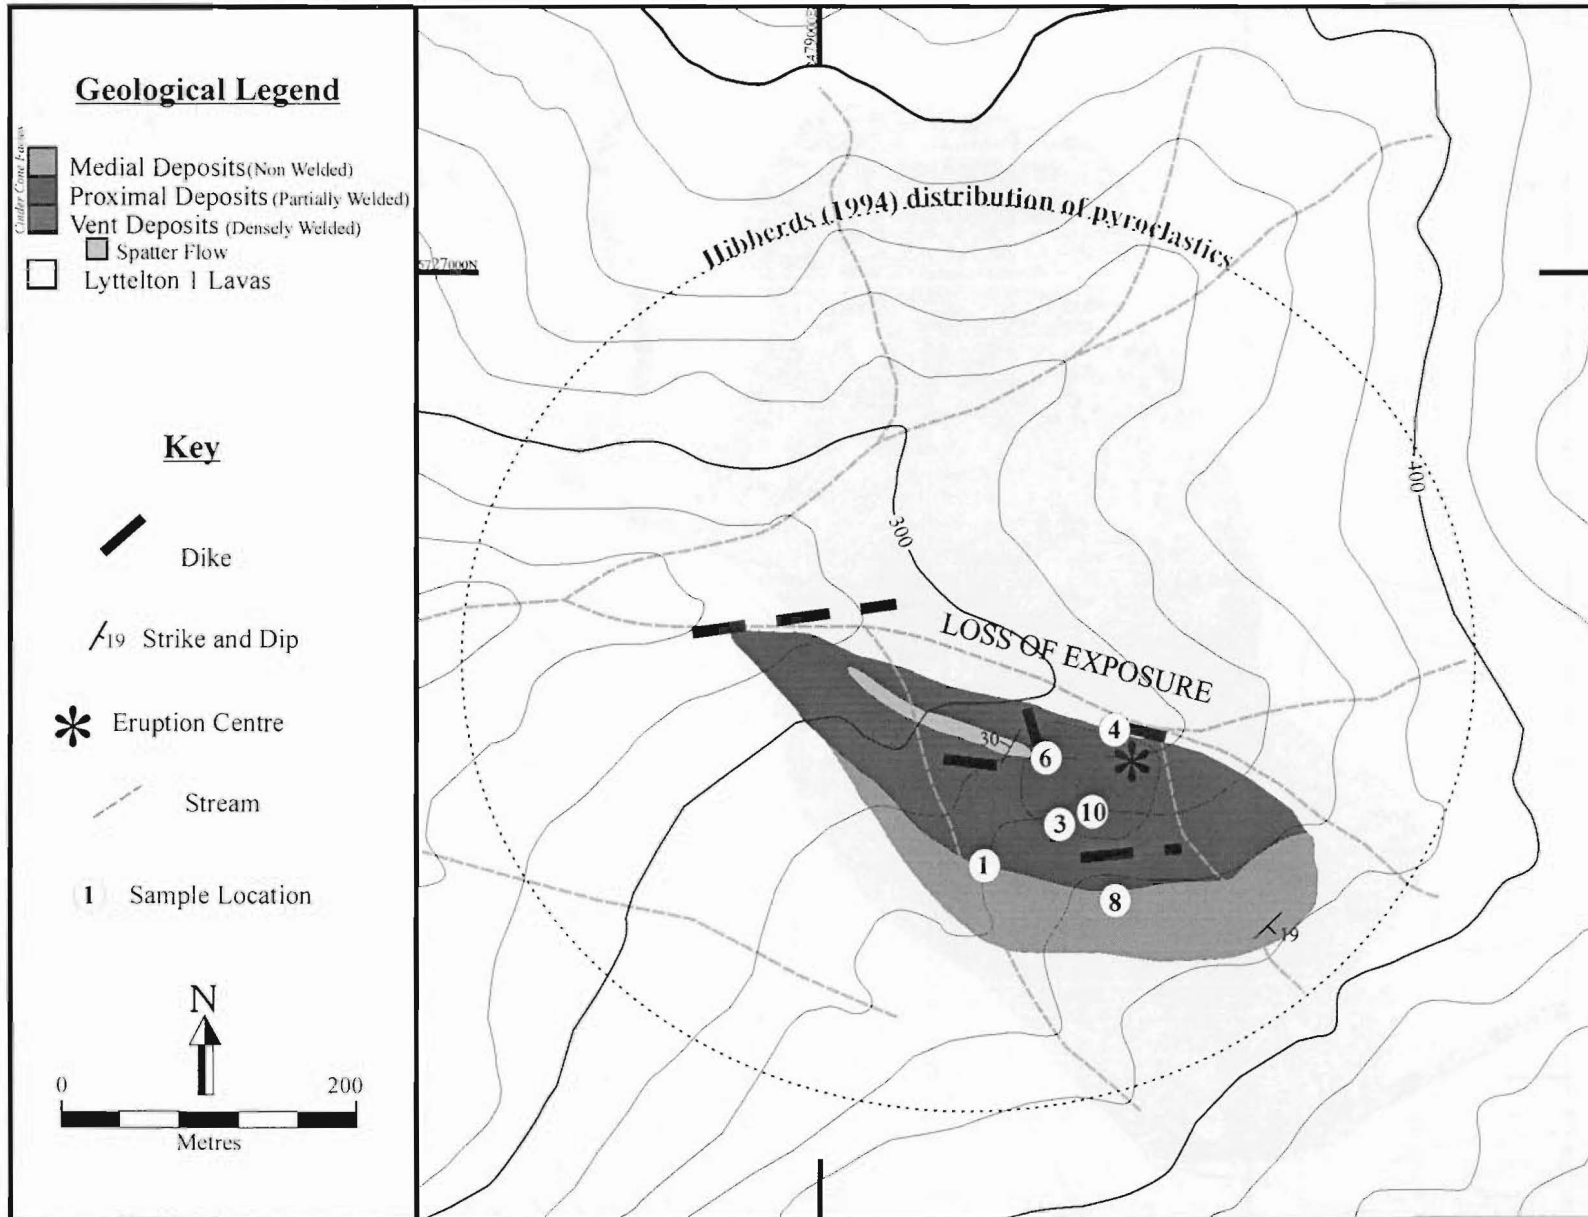 Geological Legend
Cinder Cone Facies
Medial Deposits (Non Welded)
Proximal Deposits (Partially Welded)
Vent Deposits (Densely Welded)
Spatter Flow
Lyttelton 1 Lavas
Key
Dike
19 Strike and Dip
Eruption Centre
Stream
1 Sample Location
N
0 200
Metres
Hibberds (1994) distribution of pyroclastics
5727000N
400
300
LOSS OF EXPOSURE
4
30
6
10
3
1
8
19